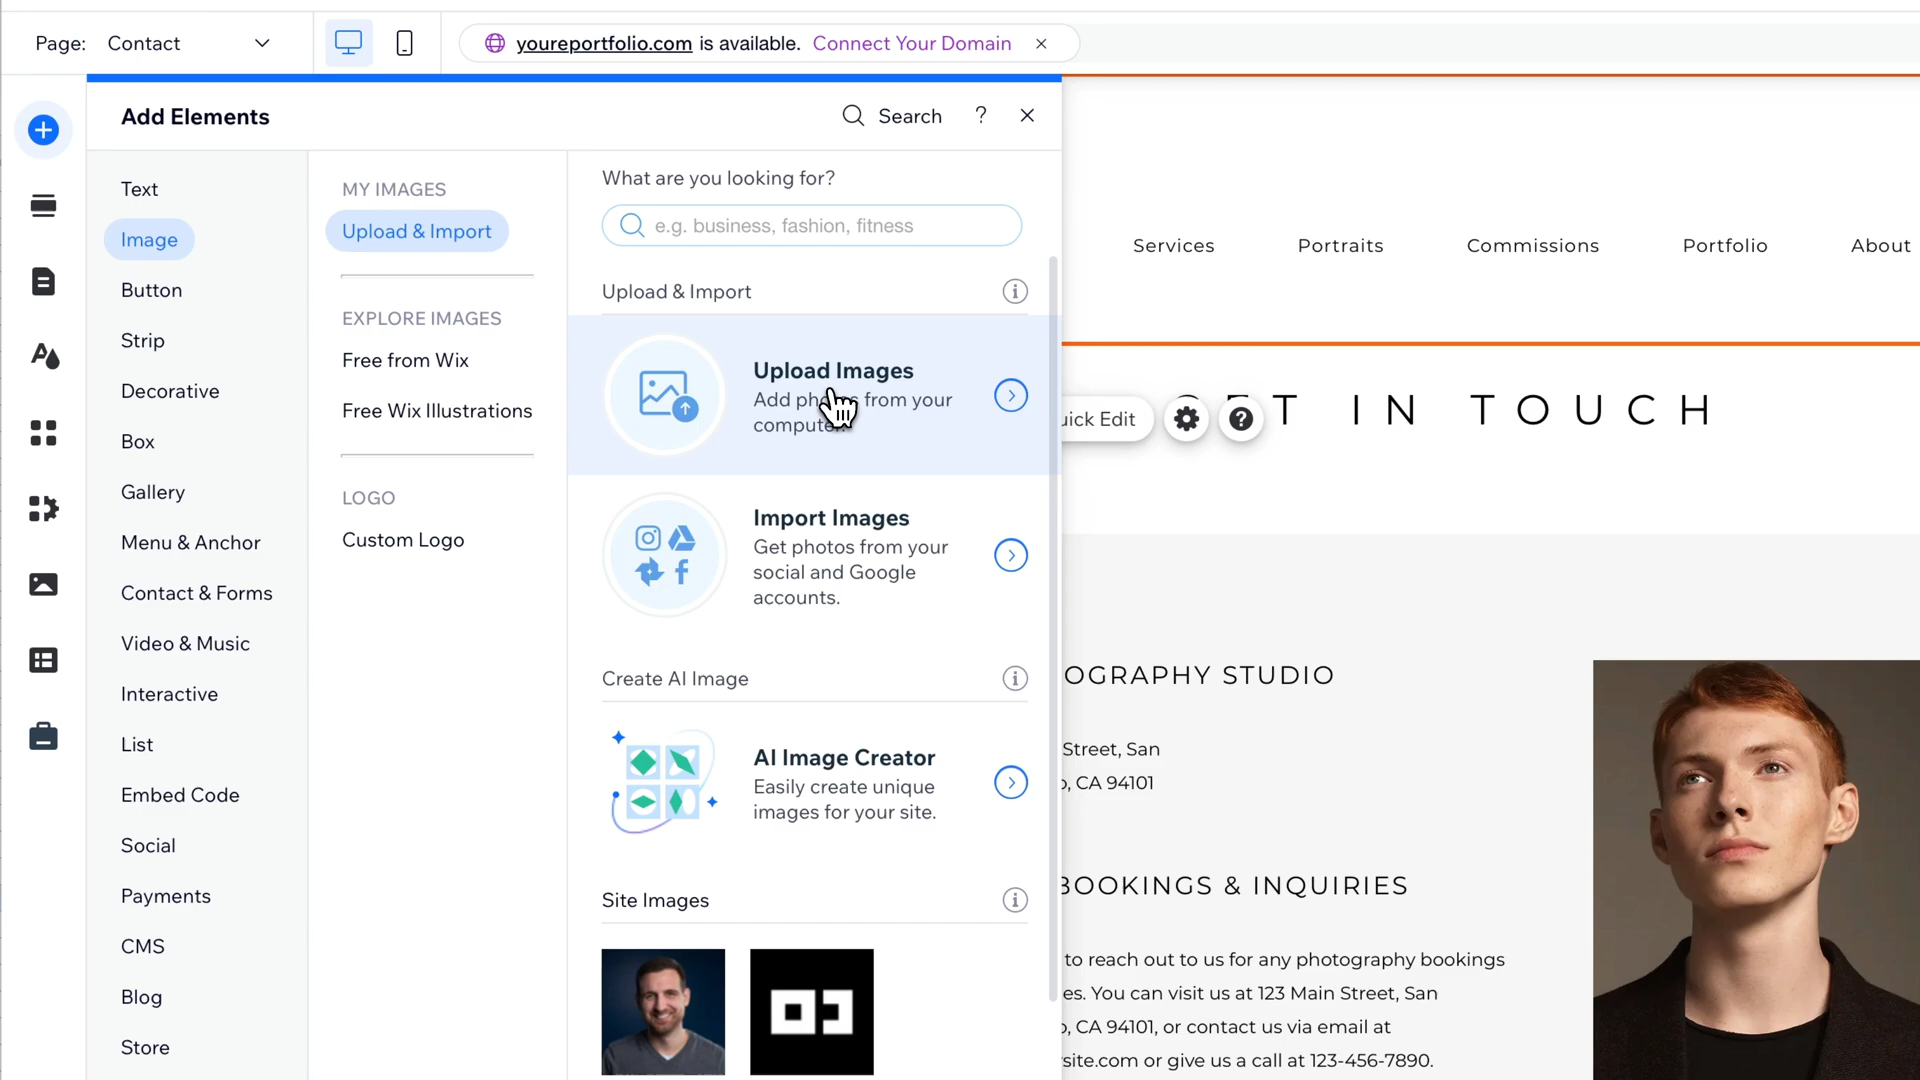 Page: Contact
youreportfolio.com is available. Connect Your Domain
Add Elements
Search
?
Text
Image
Button
Strip
Decorative
Box
Gallery
Menu & Anchor
Contact & Forms
Video & Music
Interactive
List
Embed Code
Social
Payments
CMS
Blog
Store
MY IMAGES
Upload & Import
EXPLORE IMAGES
Free from Wix
Free Wix Illustrations
LOGO
Custom Logo
What are you looking for?
e.g. business, fashion, fitness
Upload & Import
Upload Images
Add from your
Import Images
Get photos from your
social and Google
accounts.
Create AI Image
AI Image Creator
Easily create unique
images for your site.
Site Images
Services Portraits Commissions Portfolio About
Edit
?
T IN TOUCH
STUDIO
Street, San
CA 94101
BOOKINGS & INQUIRIES
to reach out to us for any photography bookings
You can visit us at 123 Main Street, San
CA 94101, or contact us via email at
or give us a call at 123-456-7890.